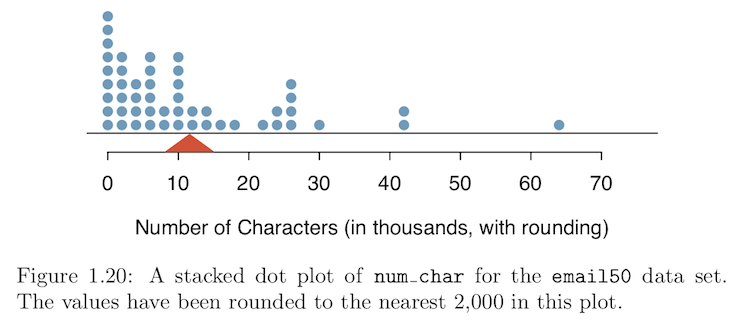 0 10 20 30 40 50 60 70
Number of Characters (in thousands, with rounding)
Figure 1.20: A stacked dot plot of num_char for the email50 data set.
The values have been rounded to the nearest 2,000 in this plot.